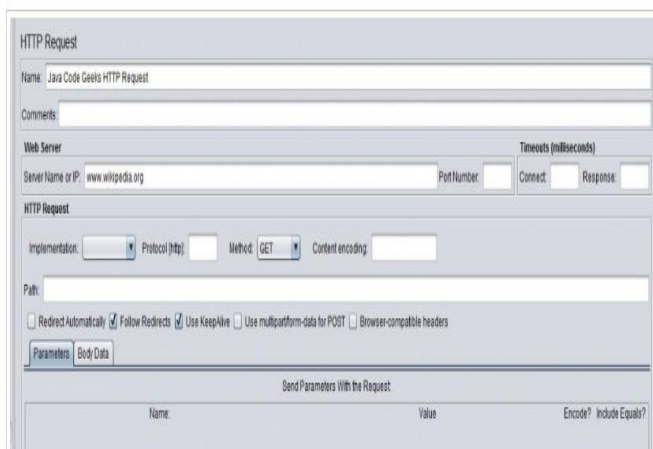 HTTP Request
Name: Java Code Geeks HTTP Request
Comments:
Web Server
Timeouts (milliseconds)
Server Name or IP: www.wikipedia.org Port Number: Connect: Response:
HTTP Request
Implementation: Protocol [http]: Method: GET Content encoding:
Path:
Redirect Automatically Follow Redirects Use KeepAlive Use multipart/form-data for POST Browser-compatible headers
Parameters Body Data
Send Parameters With the Request:
Name: Value Encode? Include Equals?